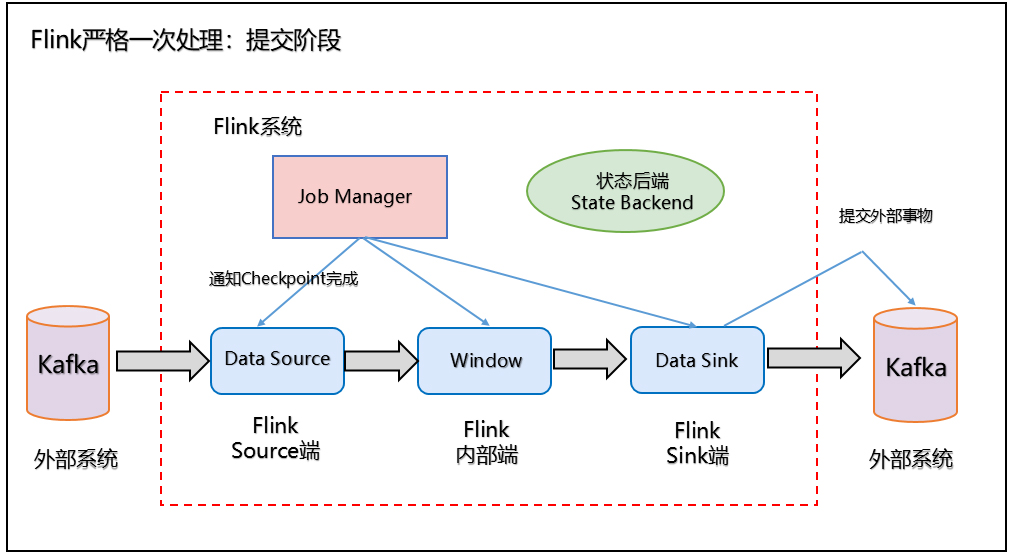 Flink严格一次处理：提交阶段
Flink系统
Job Manager
状态后端
State Backend
提交外部事物
通知Checkpoint完成
Kafka
Data Source
Window
Data Sink
Kafka
外部系统
Flink
Source端
Flink
内部端
Flink
Sink端
外部系统